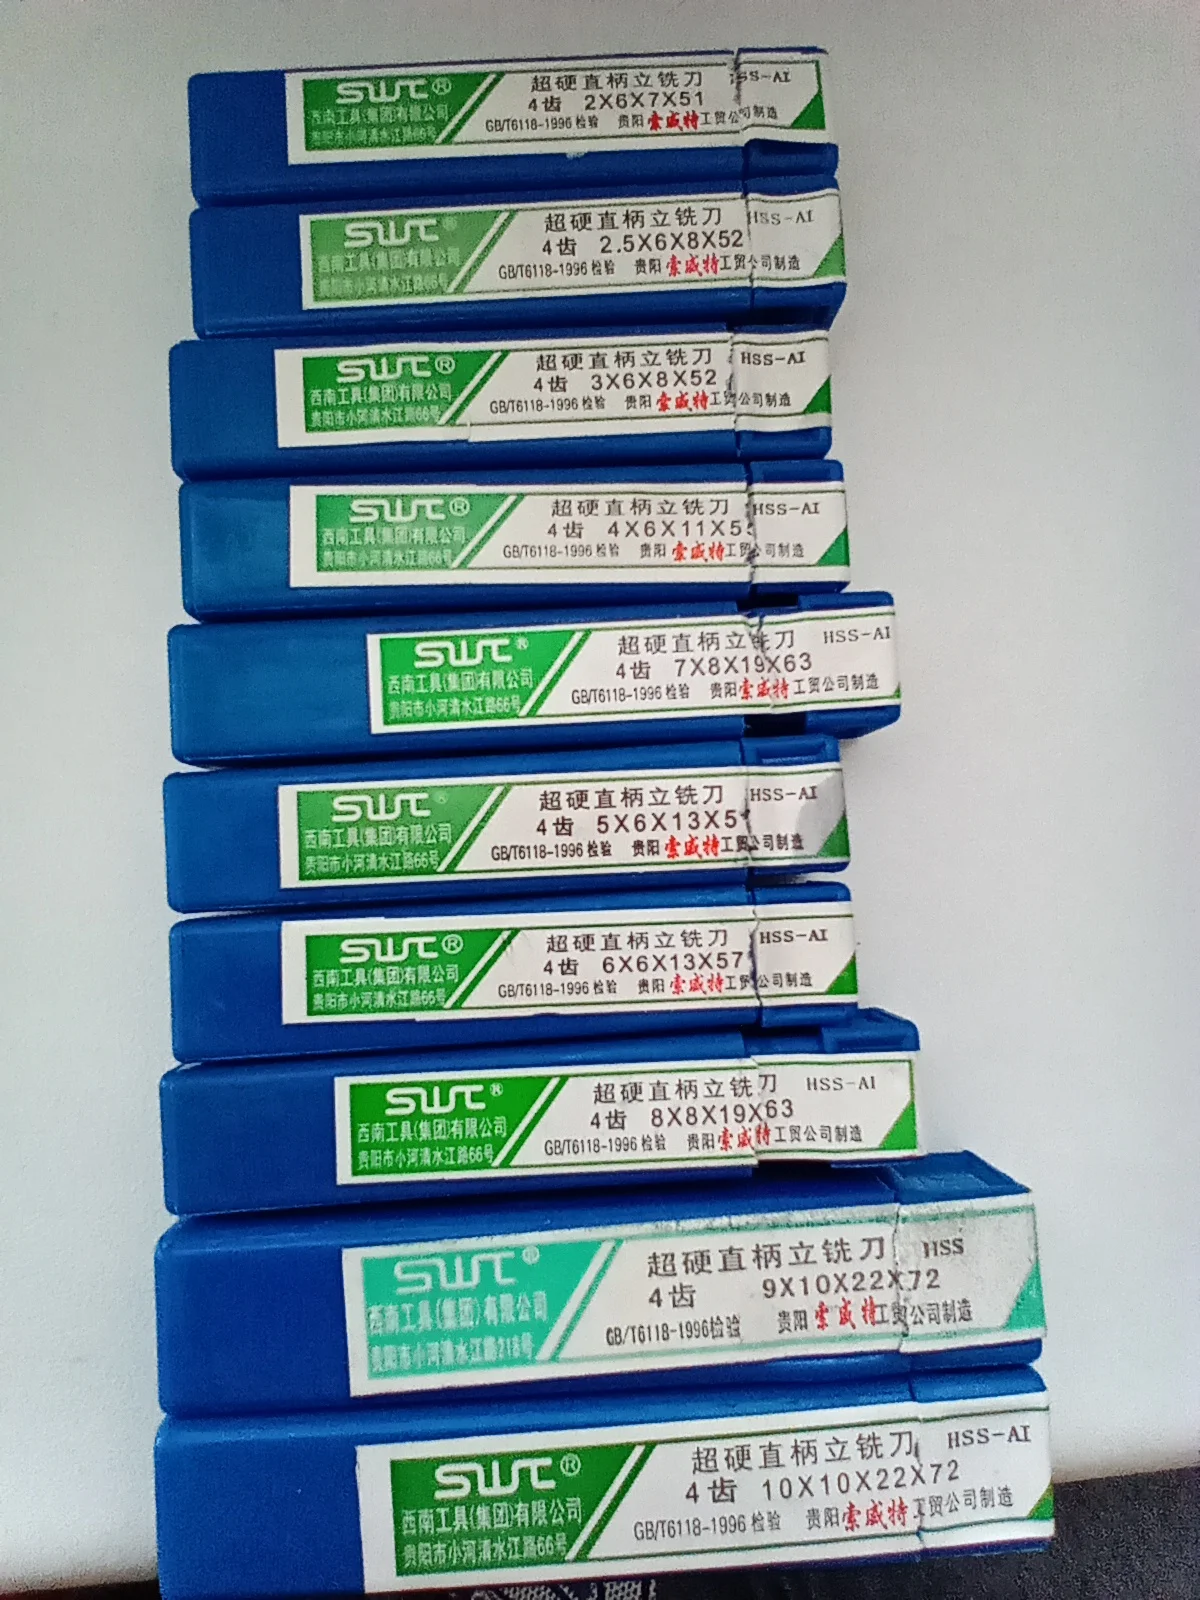 SWT®
西南工具(集团)有限公司
贵阳市小河清水江路66号
超硬直柄立铣刀 HSS-AI
4齿 2X6X7X51
GB/T6118-1996 检验 贵阳索威特工贸公司制造
SWT®
西南工具(集团)有限公司
贵阳市小河清水江路66号
超硬直柄立铣刀 HSS-AI
4齿 2.5X6X8X52
GB/T6118-1996 检验 贵阳索威特工贸公司制造
SWT®
西南工具(集团)有限公司
贵阳市小河清水江路66号
超硬直柄立铣刀 HSS-AI
4齿 3X6X8X52
GB/T6118-1996 检验 贵阳索威特工贸公司制造
SWT®
西南工具(集团)有限公司
贵阳市小河清水江路66号
超硬直柄立铣刀 HSS-AI
4齿 4X6X11X5
GB/T6118-1996 检验 贵阳索威特工贸公司制造
SWT®
西南工具(集团)有限公司
贵阳市小河清水江路66号
超硬直柄立铣刀 HSS-AI
4齿 7X8X19X63
GB/T6118-1996 检验 贵阳索威特工贸公司制造
SWT®
西南工具(集团)有限公司
贵阳市小河清水江路66号
超硬直柄立铣刀 HSS-AI
4齿 5X6X13X5
GB/T6118-1996 检验 贵阳索威特工贸公司制造
SWT®
西南工具(集团)有限公司
贵阳市小河清水江路66号
超硬直柄立铣刀 HSS-AI
4齿 6X6X13X57
GB/T6118-1996 检验 贵阳索威特工贸公司制造
SWT®
西南工具(集团)有限公司
贵阳市小河清水江路66号
超硬直柄立铣刀 HSS-AI
4齿 8X8X19X63
GB/T6118-1996 检验 贵阳索威特工贸公司制造
SWT®
西南工具(集团)有限公司
贵阳市小河清水江路218号
超硬直柄立铣刀 HSS
4齿 9X10X22X72
GB/T6118-1996检验 贵阳索威特工贸公司制造
SWT®
西南工具(集团)有限公司
贵阳市小河清水江路66号
超硬直柄立铣刀 HSS-AI
4齿 10X10X22X72
GB/T6118-1996 检验 贵阳索威特工贸公司制造